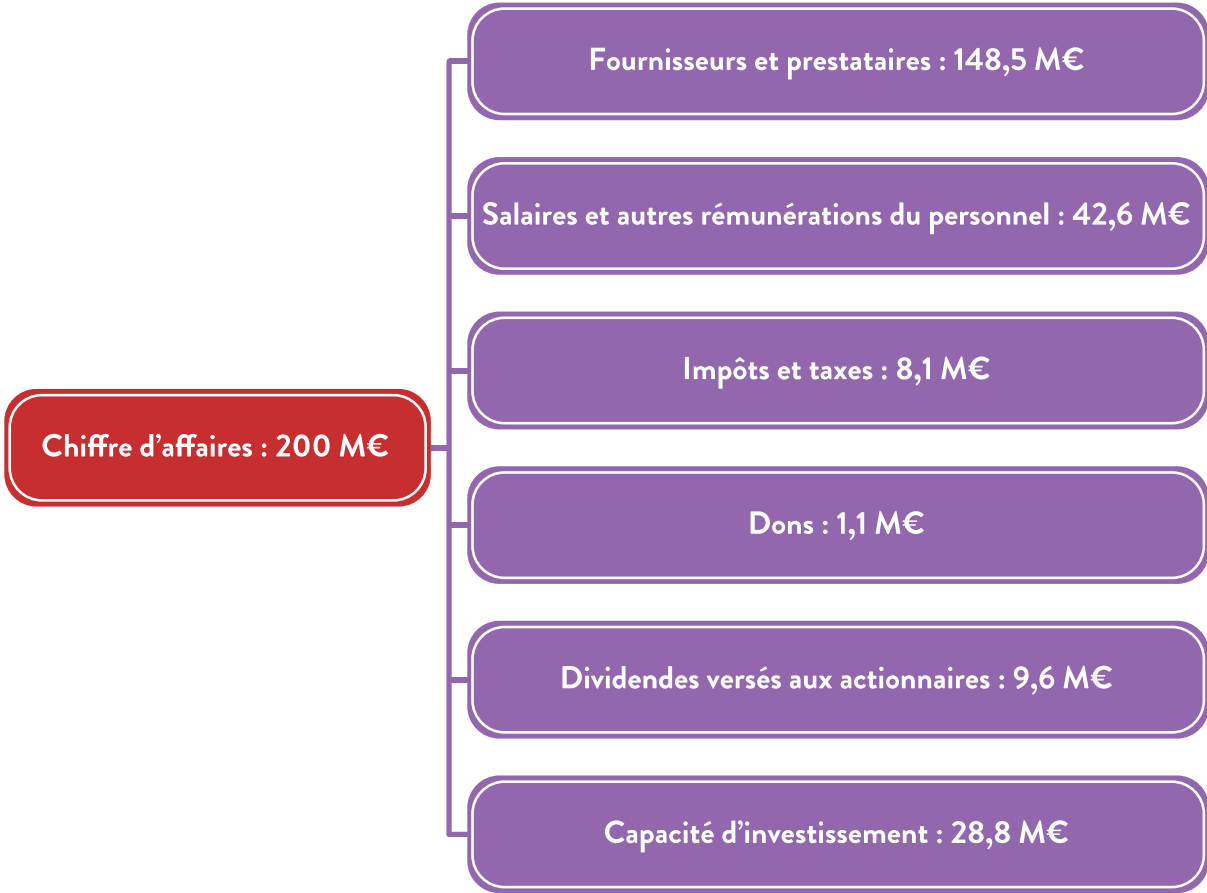 Fournisseurs et prestataires : 148,5 M€
Salaires et autres rémunérations du personnel : 42,6 M€
Impôts et taxes : 8,1 M€
Chiffre d’affaires : 200 M€
Dons : 1,1 M€
Dividendes versés aux actionnaires : 9,6 M€
Capacité d’investissement : 28,8 M€